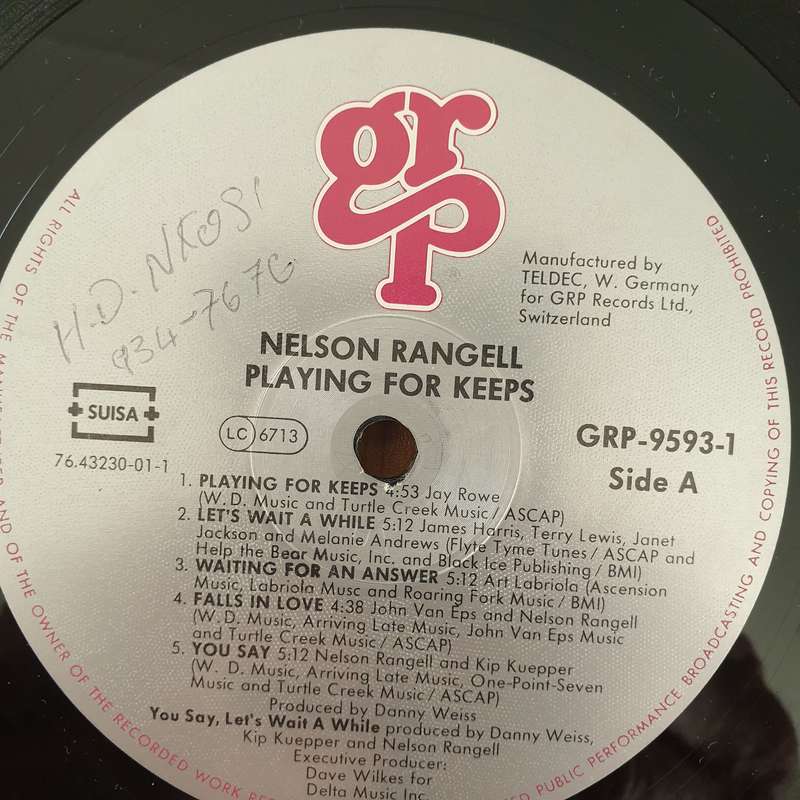 grp
H.D. NKOSI
934-7676
Manufactured by
TELDEC, W. Germany
for GRP Records Ltd.,
Switzerland
NELSON RANGELL
PLAYING FOR KEEPS
SUISA
LC 6713
76.43230-01-1
GRP-9593-1
Side A
1. PLAYING FOR KEEPS 4:53 Jay Rowe
(W. D. Music and Turtle Creek Music / ASCAP)
2. LET'S WAIT A WHILE 5:12 James Harris, Terry Lewis, Janet
Jackson and Melanie Andrews (Flyte Tyme Tunes / ASCAP and
Help the Bear Music, Inc. and Black Ice Publishing / BMI)
3. WAITING FOR AN ANSWER 5:12 Art Labriola (Ascension
Music, Labriola Musc and Roaring Fork Music / BMI)
4. FALLS IN LOVE 4:38 John Van Eps and Nelson Rangell
(W. D. Music, Arriving Late Music, John Van Eps Music
and Turtle Creek Music / ASCAP)
5. YOU SAY 5:12 Nelson Rangell and Kip Kuepper
(W. D. Music, Arriving Late Music, One-Point-Seven
Music and Turtle Creek Music / ASCAP)
Produced by Danny Weiss
You Say, Let's Wait A While produced by Danny Weiss,
Kip Kuepper and Nelson Rangell
Executive Producer:
Dave Wilkes for
Delta Music Inc.
ALL RIGHTS OF THE
AND OF THE OWNER OF THE RECORDED WORK
PUBLIC PERFORMANCE BROADCASTING AND COPYING OF THIS RECORD PROHIBITED